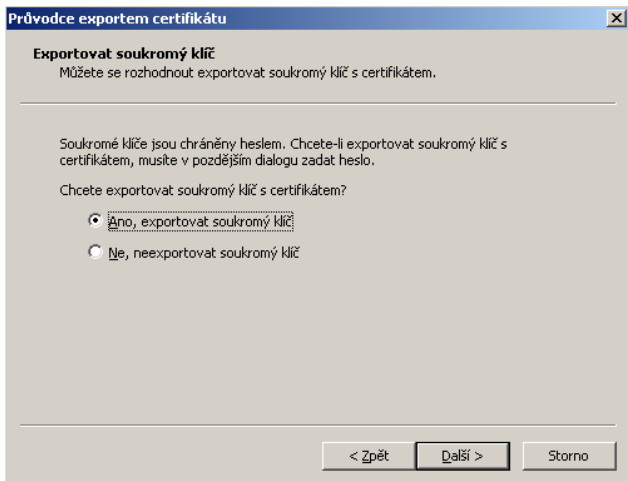 Průvodce exportem certifikátu
Exportovat soukromý klíč
Můžete se rozhodnout exportovat soukromý klíč s certifikátem.
Soukromé klíče jsou chráněny heslem. Chcete-li exportovat soukromý klíč s
certifikátem, musíte v pozdějším dialogu zadat heslo.
Chcete exportovat soukromý klíč s certifikátem?
Ano, exportovat soukromý klíč
Ne, neexportovat soukromý klíč
< Zpět Další > Storno